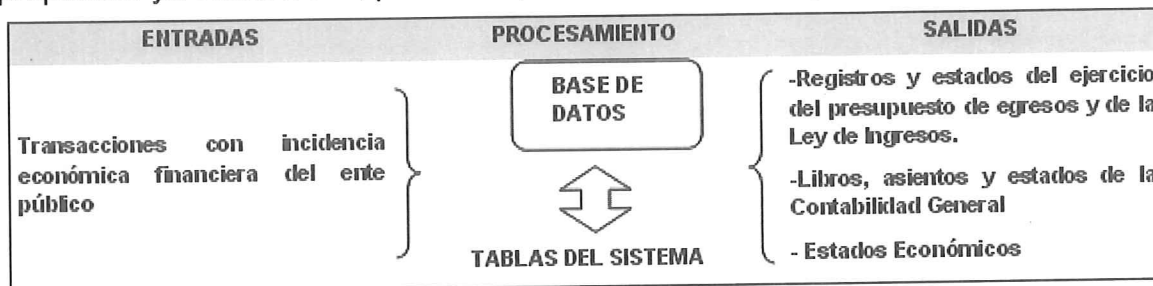 ENTRADAS
PROCESAMIENTO
SALIDAS
Transacciones con incidencia
económica financiera del ente
público
BASE DE
DATOS
TABLAS DEL SISTEMA
-Registros y estados del ejercicio
del presupuesto de egresos y de la
Ley de Ingresos.
-Libros, asientos y estados de la
Contabilidad General
- Estados Económicos